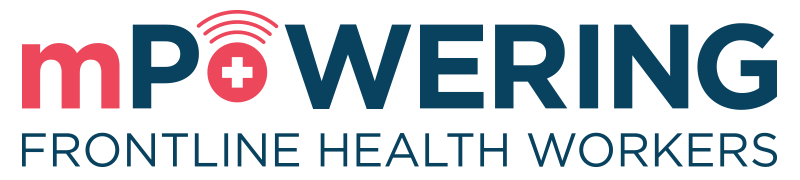 mPOWERING
FRONTLINE HEALTH WORKERS